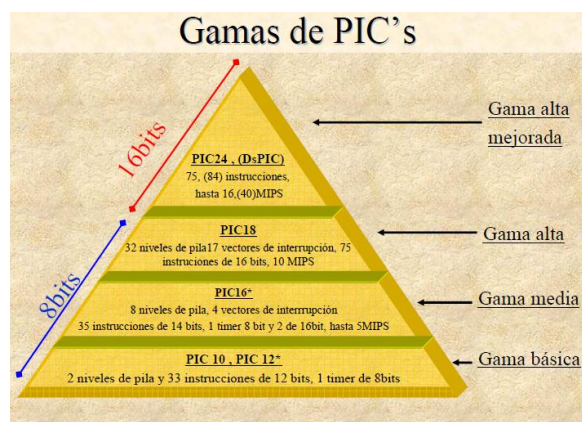 Gamas de PIC's
16bits
8bits
PIC24 , (DsPIC)
75, (84) instrucciones,
hasta 16,(40)MIPS
Gama alta
mejorada
PIC18
32 niveles de pila17 vectores de interrupción, 75
instruciones de 16 bits, 10 MIPS
Gama alta
PIC16*
8 niveles de pila, 4 vectores de interrrupción
35 instrucciones de 14 bits, 1 timer 8 bit y 2 de 16bit, hasta 5MIPS
Gama media
PIC 10 , PIC 12*
2 niveles de pila y 33 instrucciones de 12 bits, 1 timer de 8bits
Gama básica